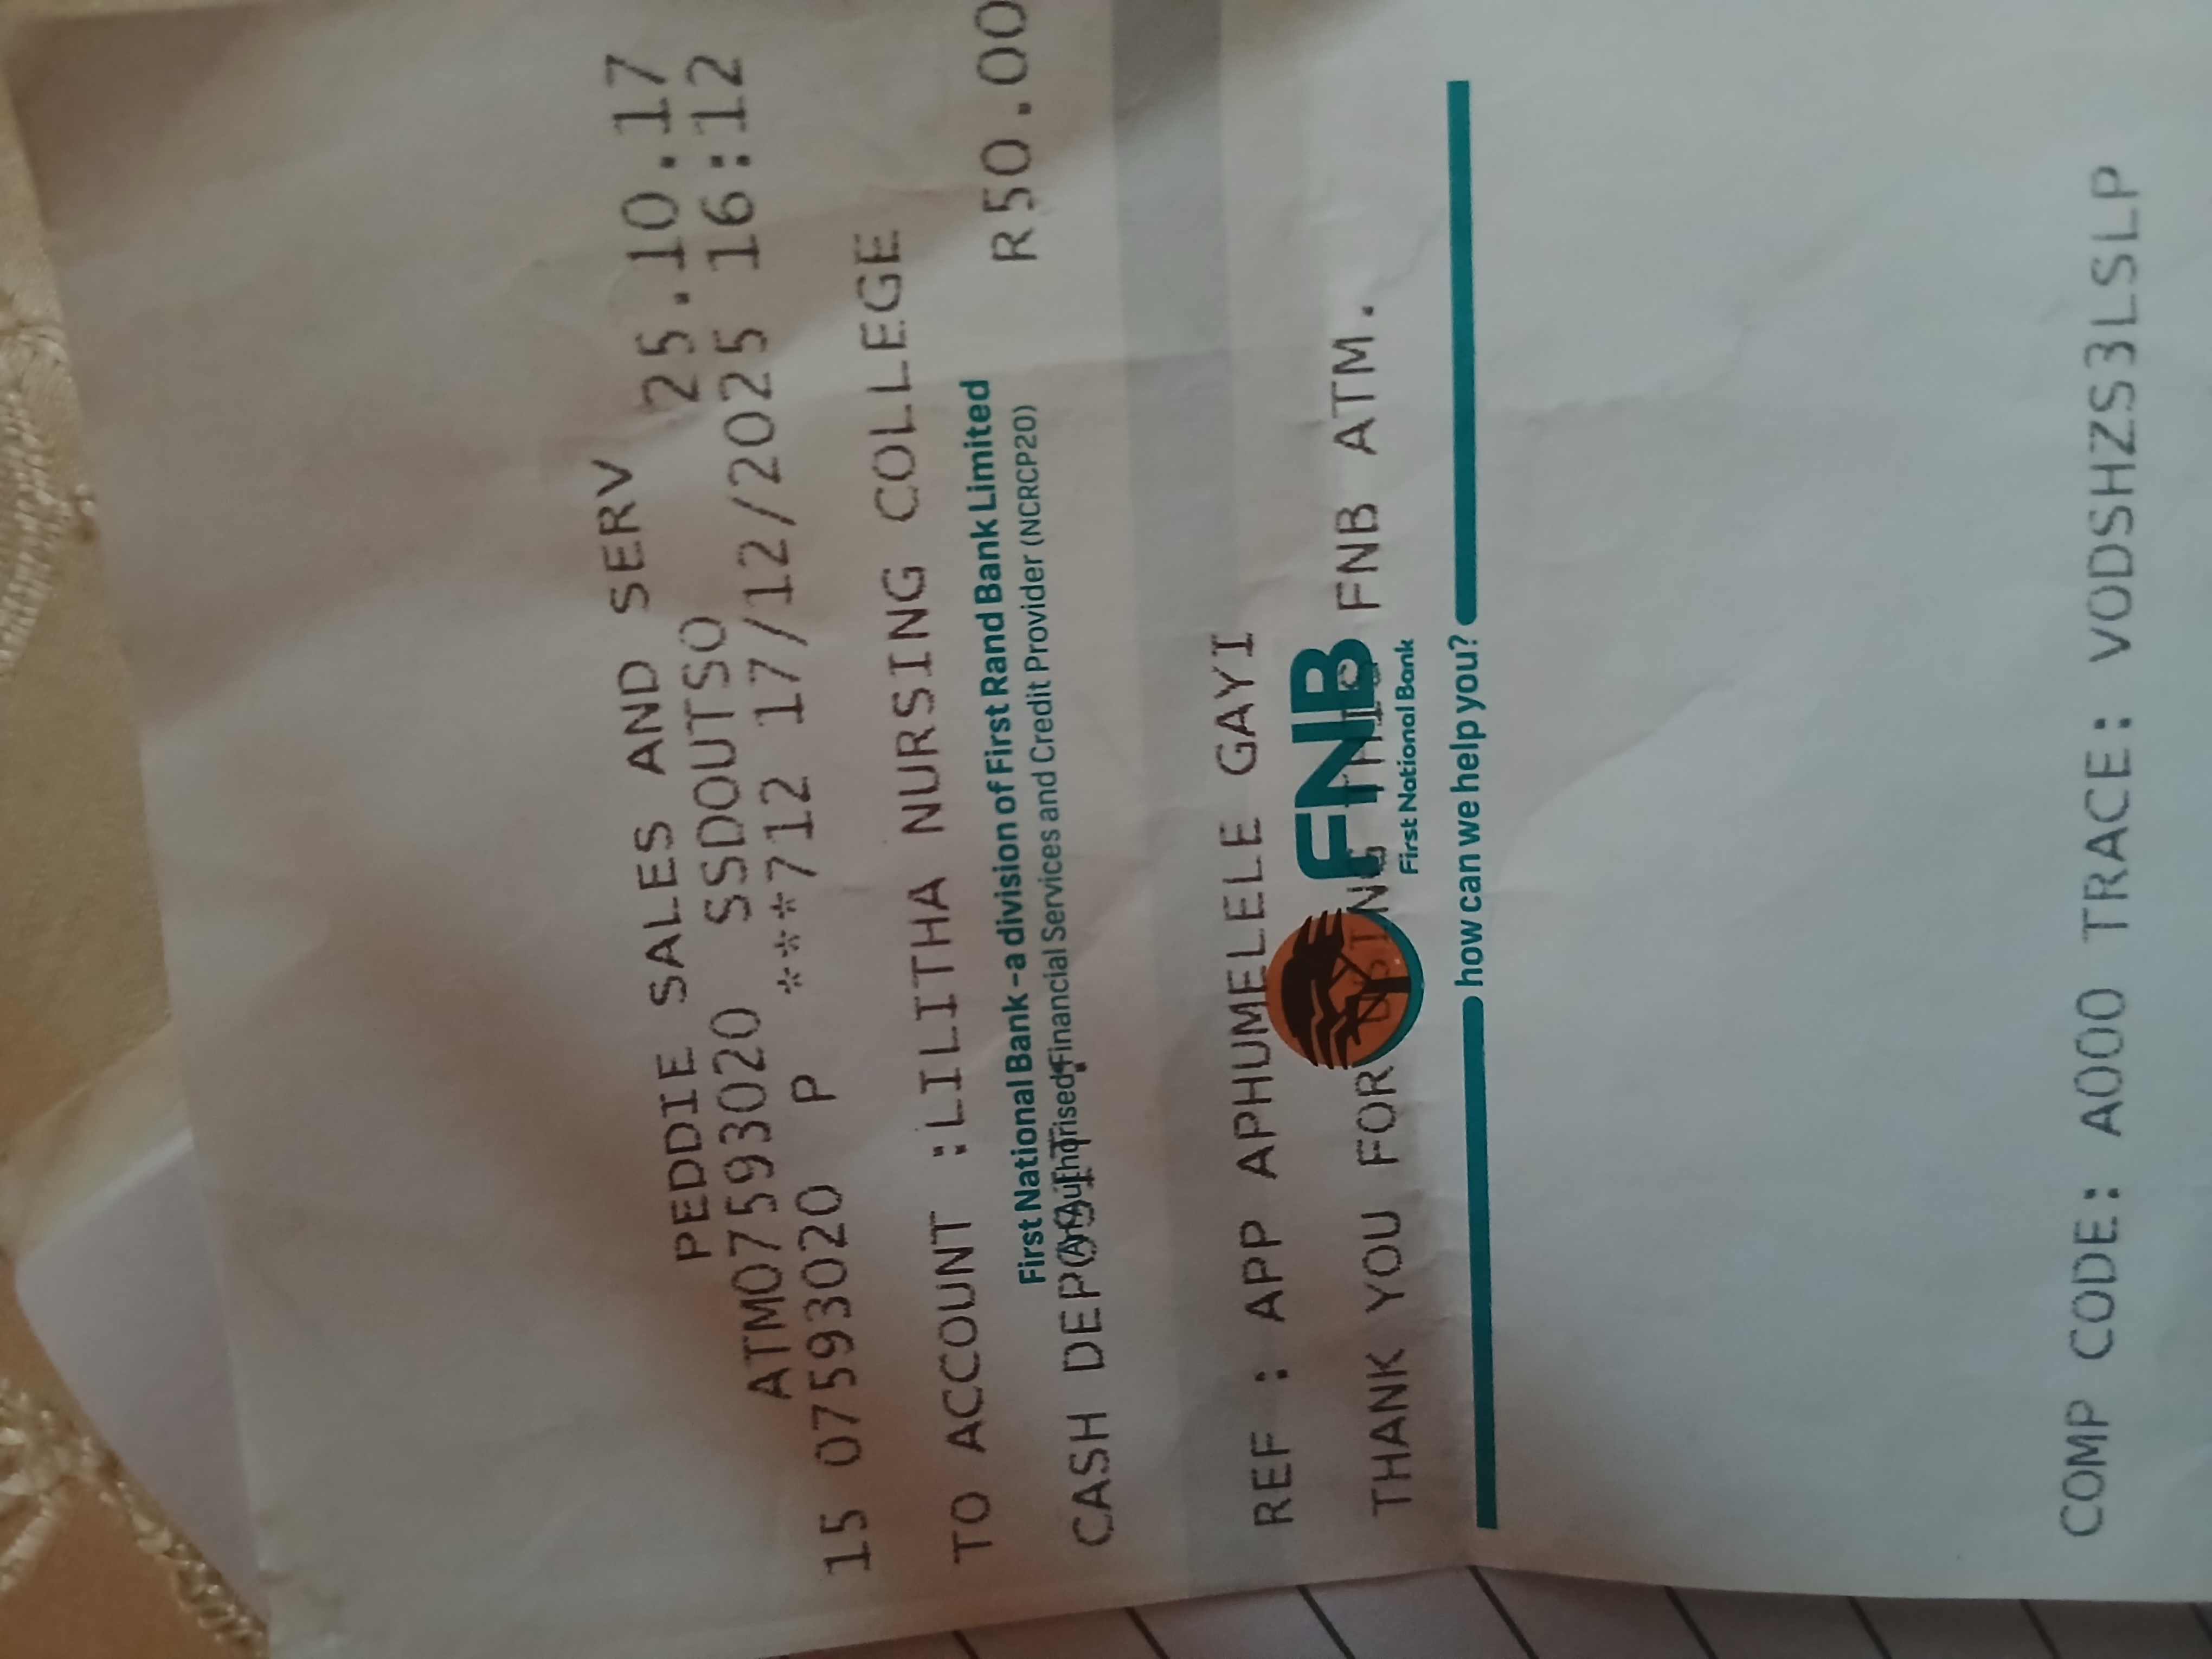 PEDDIE SALES AND SERV 25.10.17
ATM07593020 SSDOUTSO
15 07593020 P ***712 17/12/2025 16:12
TO ACCOUNT :LILITHA NURSING COLLEGE
First National Bank - a division of First Rand Bank Limited
An Authorised Financial Services and Credit Provider (NCRCP20)
CASH DEPOSIT R50.00
REF : APP APHUMELELE GAYI
FNB
First National Bank
THANK YOU FOR USING THIS FNB ATM.
how can we help you?
COMP CODE: A000 TRACE: VODSHZS3LSLP